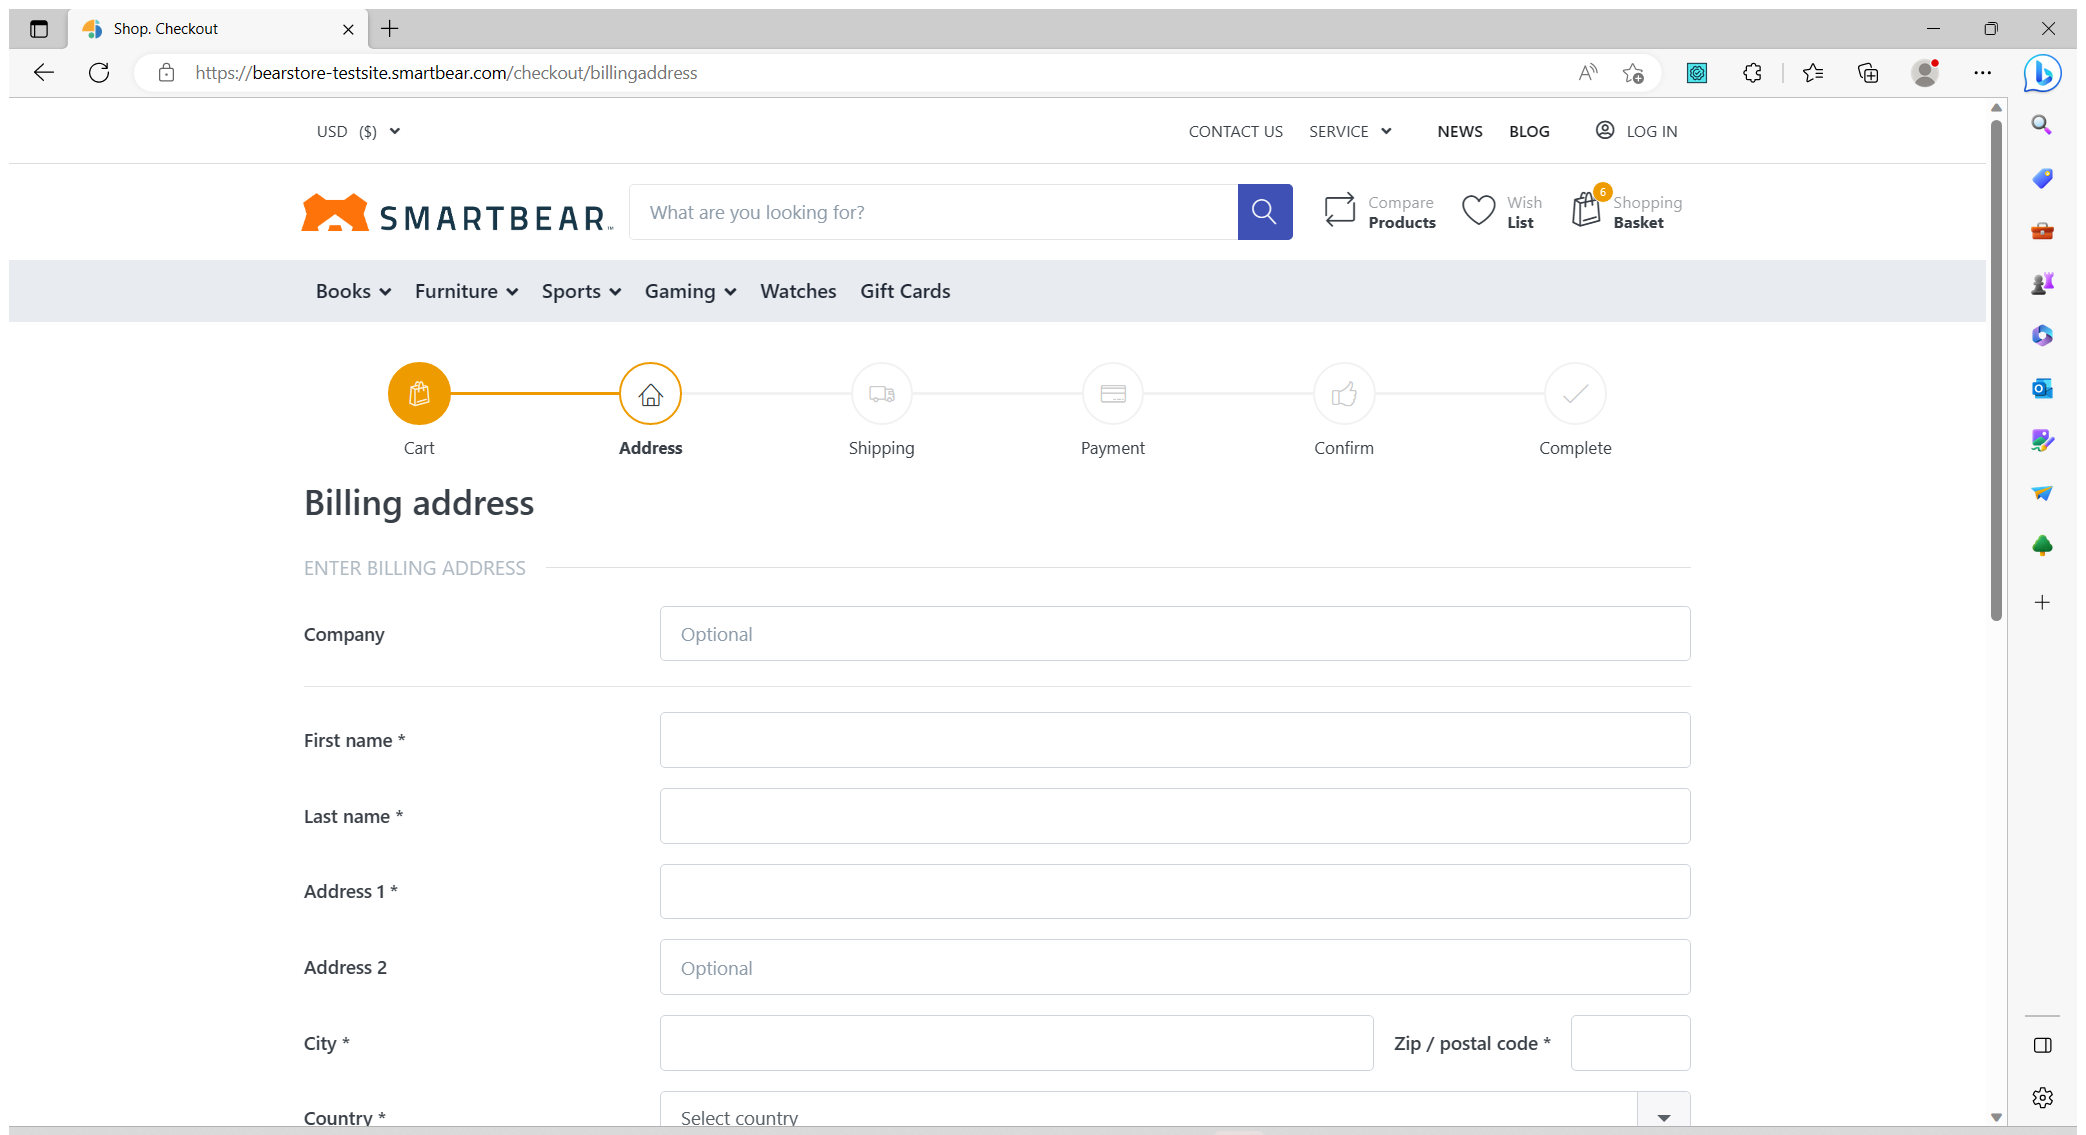 Shop. Checkout
https://bearstore-testsite.smartbear.com/checkout/billingaddress
USD ($)
CONTACT US SERVICE NEWS BLOG LOG IN
SMARTBEAR™
What are you looking for?
Compare Products
Wish List
6
Shopping Basket
Books Furniture Sports Gaming Watches Gift Cards
Cart Address Shipping Payment Confirm Complete
Billing address
ENTER BILLING ADDRESS
Company Optional
First name *
Last name *
Address 1 *
Address 2 Optional
City * Zip / postal code *
Country * Select country